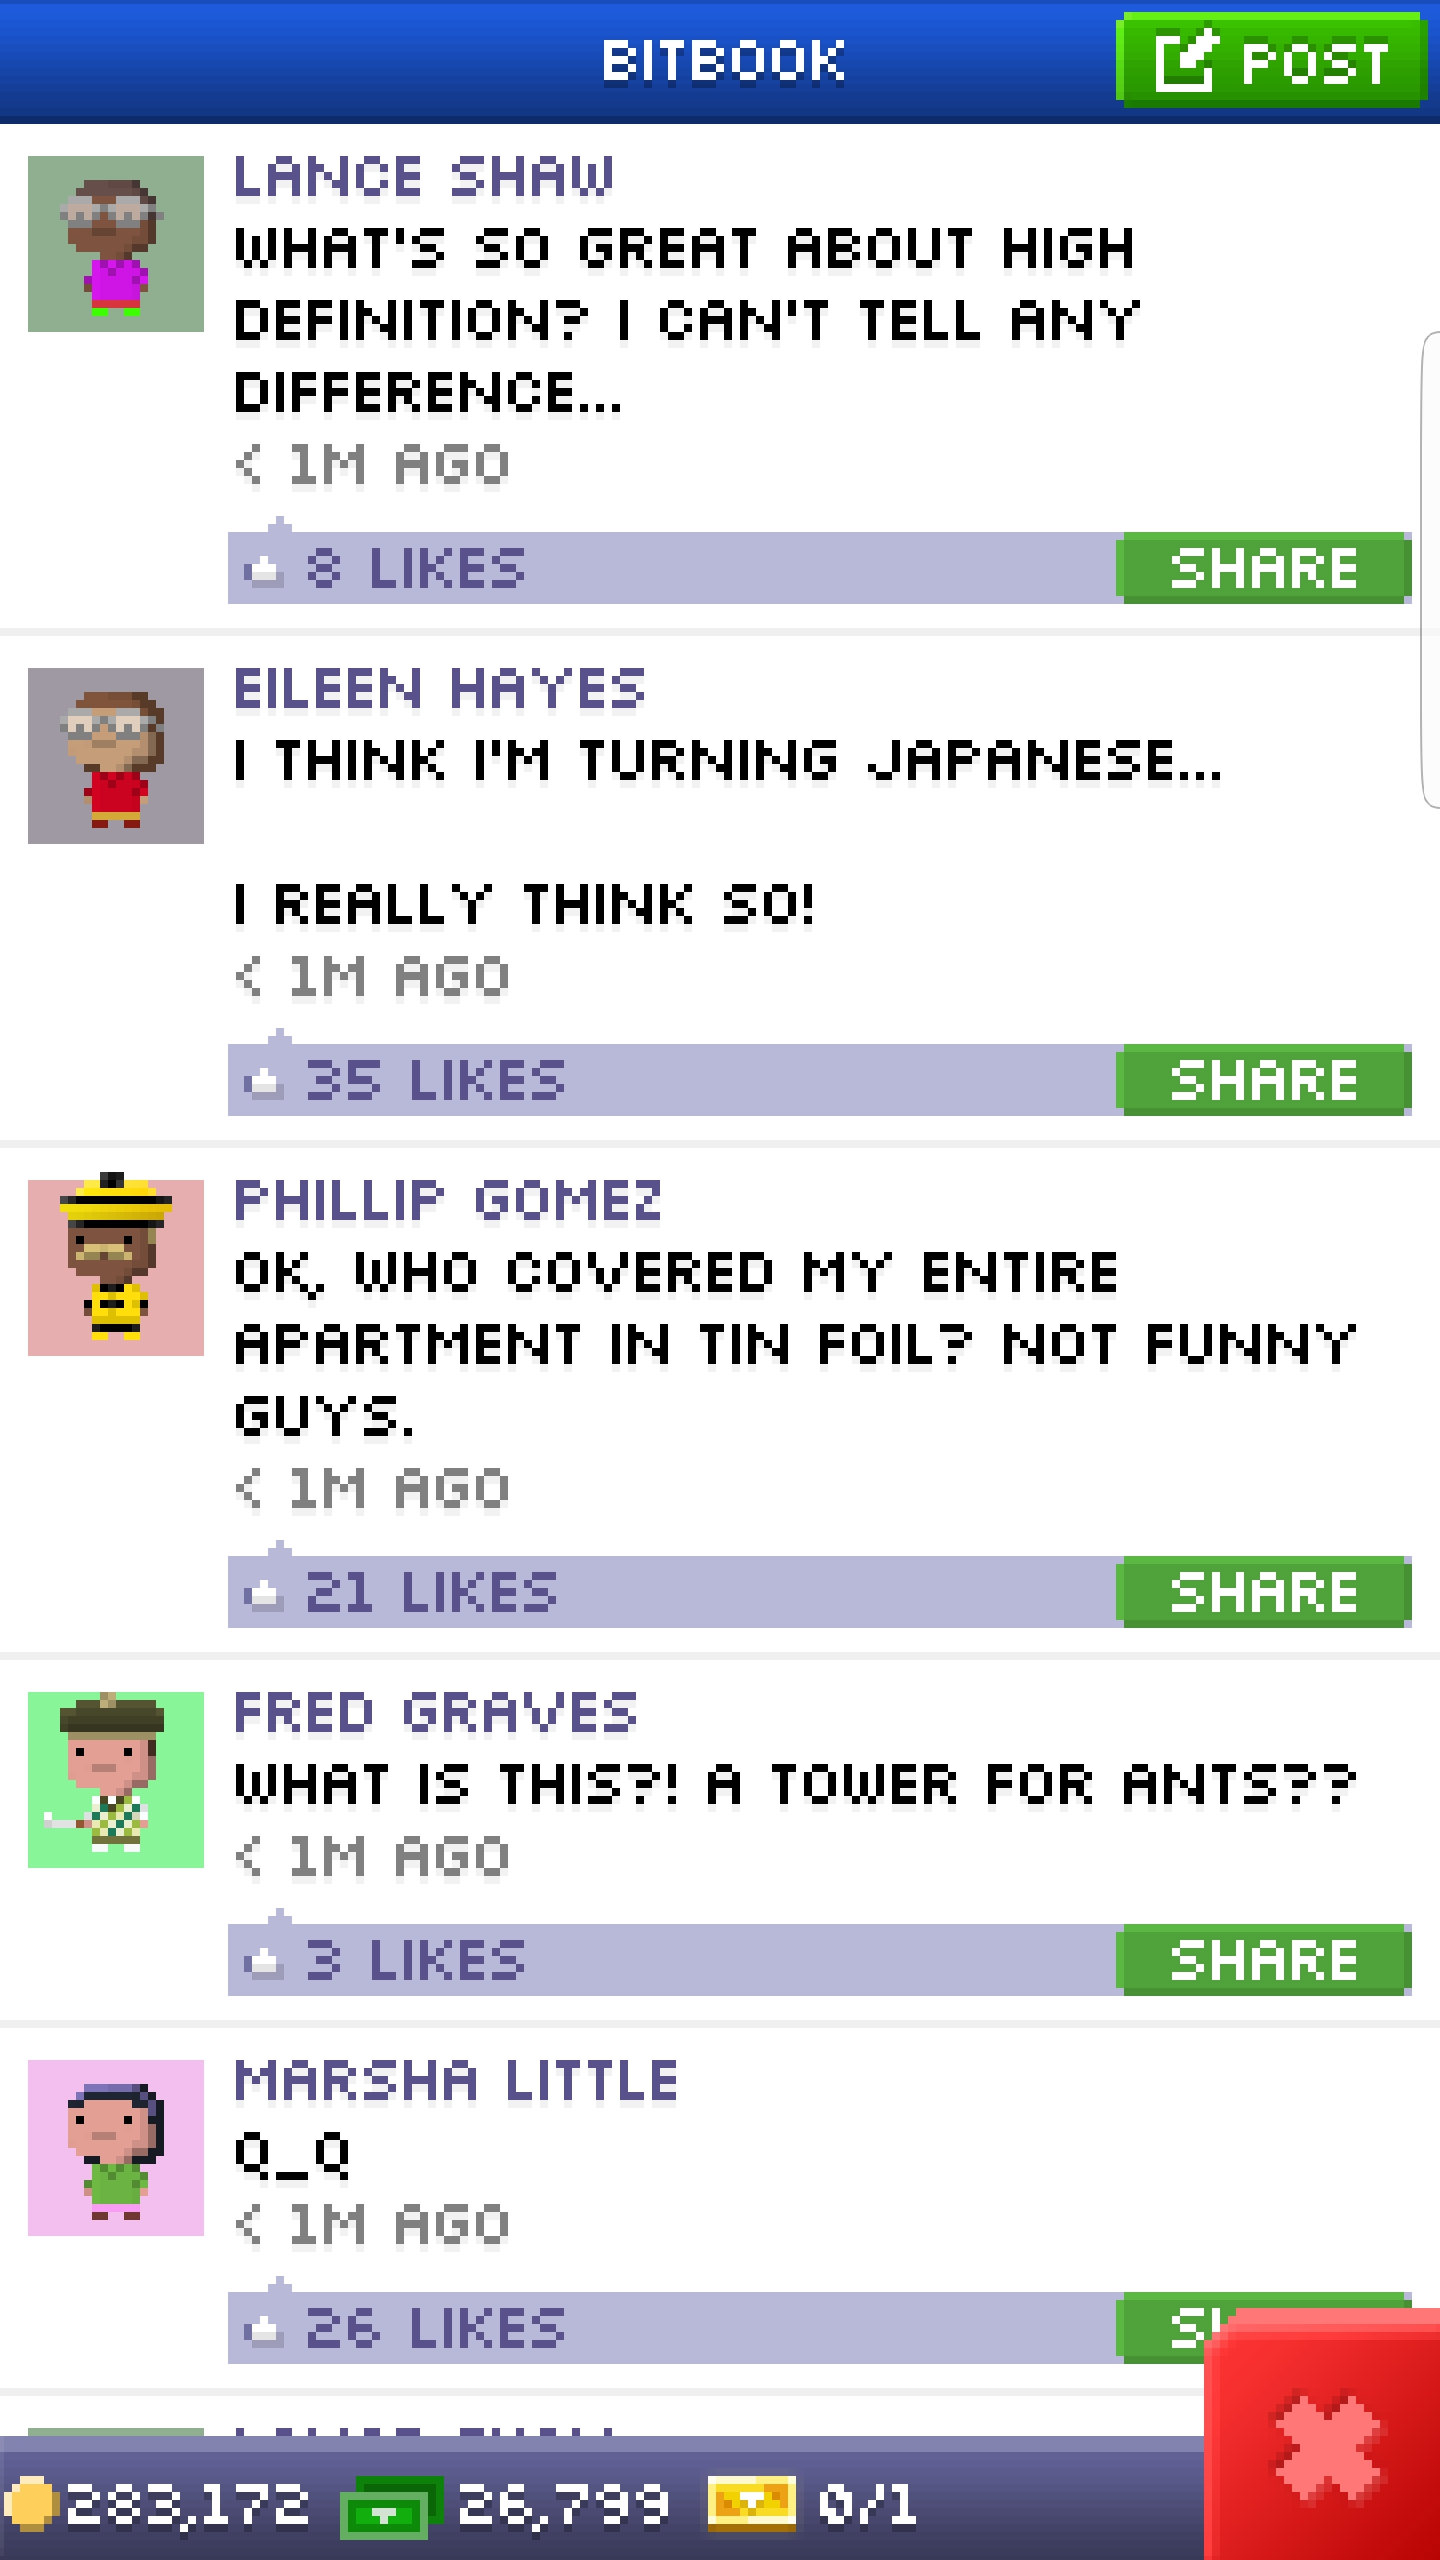 BITBOOK
POST
LANCE SHAW
WHAT'S SO GREAT ABOUT HIGH
DEFINITION? I CAN'T TELL ANY
DIFFERENCE...
< 1M AGO
8 LIKES
SHARE
EILEEN HAYES
I THINK I'M TURNING JAPANESE...
I REALLY THINK SO!
< 1M AGO
35 LIKES
SHARE
PHILLIP GOMEZ
OK, WHO COVERED MY ENTIRE
APARTMENT IN TIN FOIL? NOT FUNNY
GUYS.
< 1M AGO
21 LIKES
SHARE
FRED GRAVES
WHAT IS THIS?! A TOWER FOR ANTS??
< 1M AGO
3 LIKES
SHARE
MARSHA LITTLE
Q_Q
< 1M AGO
26 LIKES
283,172
26,799
0/1